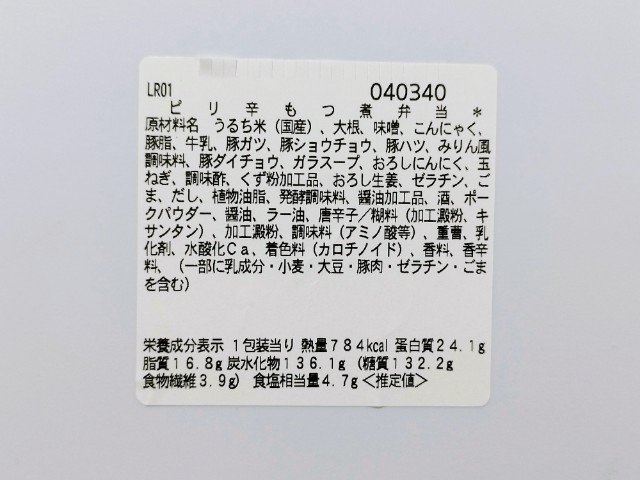 LR01 040340
ピリ辛もつ煮弁当*
原材料名 うるち米（国産）、大根、味噌、こんにゃく、
豚脂、牛乳、豚ガツ、豚ショウチョウ、豚ハツ、みりん風
調味料、豚ダイチョウ、ガラスープ、おろしにんにく、玉
ねぎ、調味酢、くず粉加工品、おろし生姜、ゼラチン、ご
ま、だし、植物油脂、発酵調味料、醤油加工品、酒、ポー
クパウダー、醤油、ラー油、唐辛子／糊料（加工澱粉、キ
サンタン）、加工澱粉、調味料（アミノ酸等）、重曹、乳
化剤、水酸化Ｃａ、着色料（カロチノイド）、香料、香辛
料、（一部に乳成分・小麦・大豆・豚肉・ゼラチン・ごま
を含む）
栄養成分表示 １包装当り 熱量７８４kcal 蛋白質２４.１g
脂質１６.８g 炭水化物１３６.１g（糖質１３２.２g
食物繊維３.９g） 食塩相当量４.７g＜推定値＞